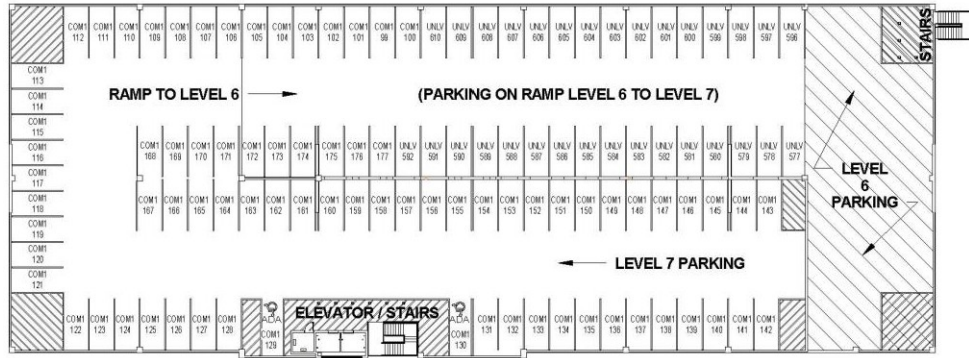 COM1 112 COM1 111 COM1 110 COM1 109 COM1 108 COM1 107 COM1 106 COM1 105 COM1 104 COM1 103 COM1 102 COM1 101 COM1 99 COM1 100 UNLV 610 UNLV 609 UNLV 608 UNLV 607 UNLV 606 UNLV 605 UNLV 604 UNLV 603 UNLV 602 UNLV 601 UNLV 600 UNLV 599 UNLV 598 UNLV 597 UNLV 596
STAIRS
COM1 113
COM1 114
COM1 115
COM1 116
COM1 117
COM1 118
COM1 119
COM1 120
COM1 121
RAMP TO LEVEL 6
(PARKING ON RAMP LEVEL 6 TO LEVEL 7)
COM1 168 COM1 169 COM1 170 COM1 171 COM1 172 COM1 173 COM1 174 COM1 175 COM1 176 COM1 177 UNLV 592 UNLV 591 UNLV 590 UNLV 589 UNLV 588 UNLV 587 UNLV 586 UNLV 585 UNLV 584 UNLV 583 UNLV 582 UNLV 581 UNLV 580 UNLV 579 UNLV 578 UNLV 577
LEVEL
6
PARKING
COM1 167 COM1 166 COM1 165 COM1 164 COM1 163 COM1 162 COM1 161 COM1 160 COM1 159 COM1 158 COM1 157 COM1 156 COM1 155 COM1 154 COM1 153 COM1 152 COM1 151 COM1 150 COM1 149 COM1 148 COM1 147 COM1 146 COM1 145 COM1 144 COM1 143
LEVEL 7 PARKING
COM1 122 COM1 123 COM1 124 COM1 125 COM1 126 COM1 127 COM1 128
ADA COM1 129
ELEVATOR / STAIRS
ADA COM1 130
COM1 131 COM1 132 COM1 133 COM1 134 COM1 135 COM1 136 COM1 137 COM1 138 COM1 139 COM1 140 COM1 141 COM1 142